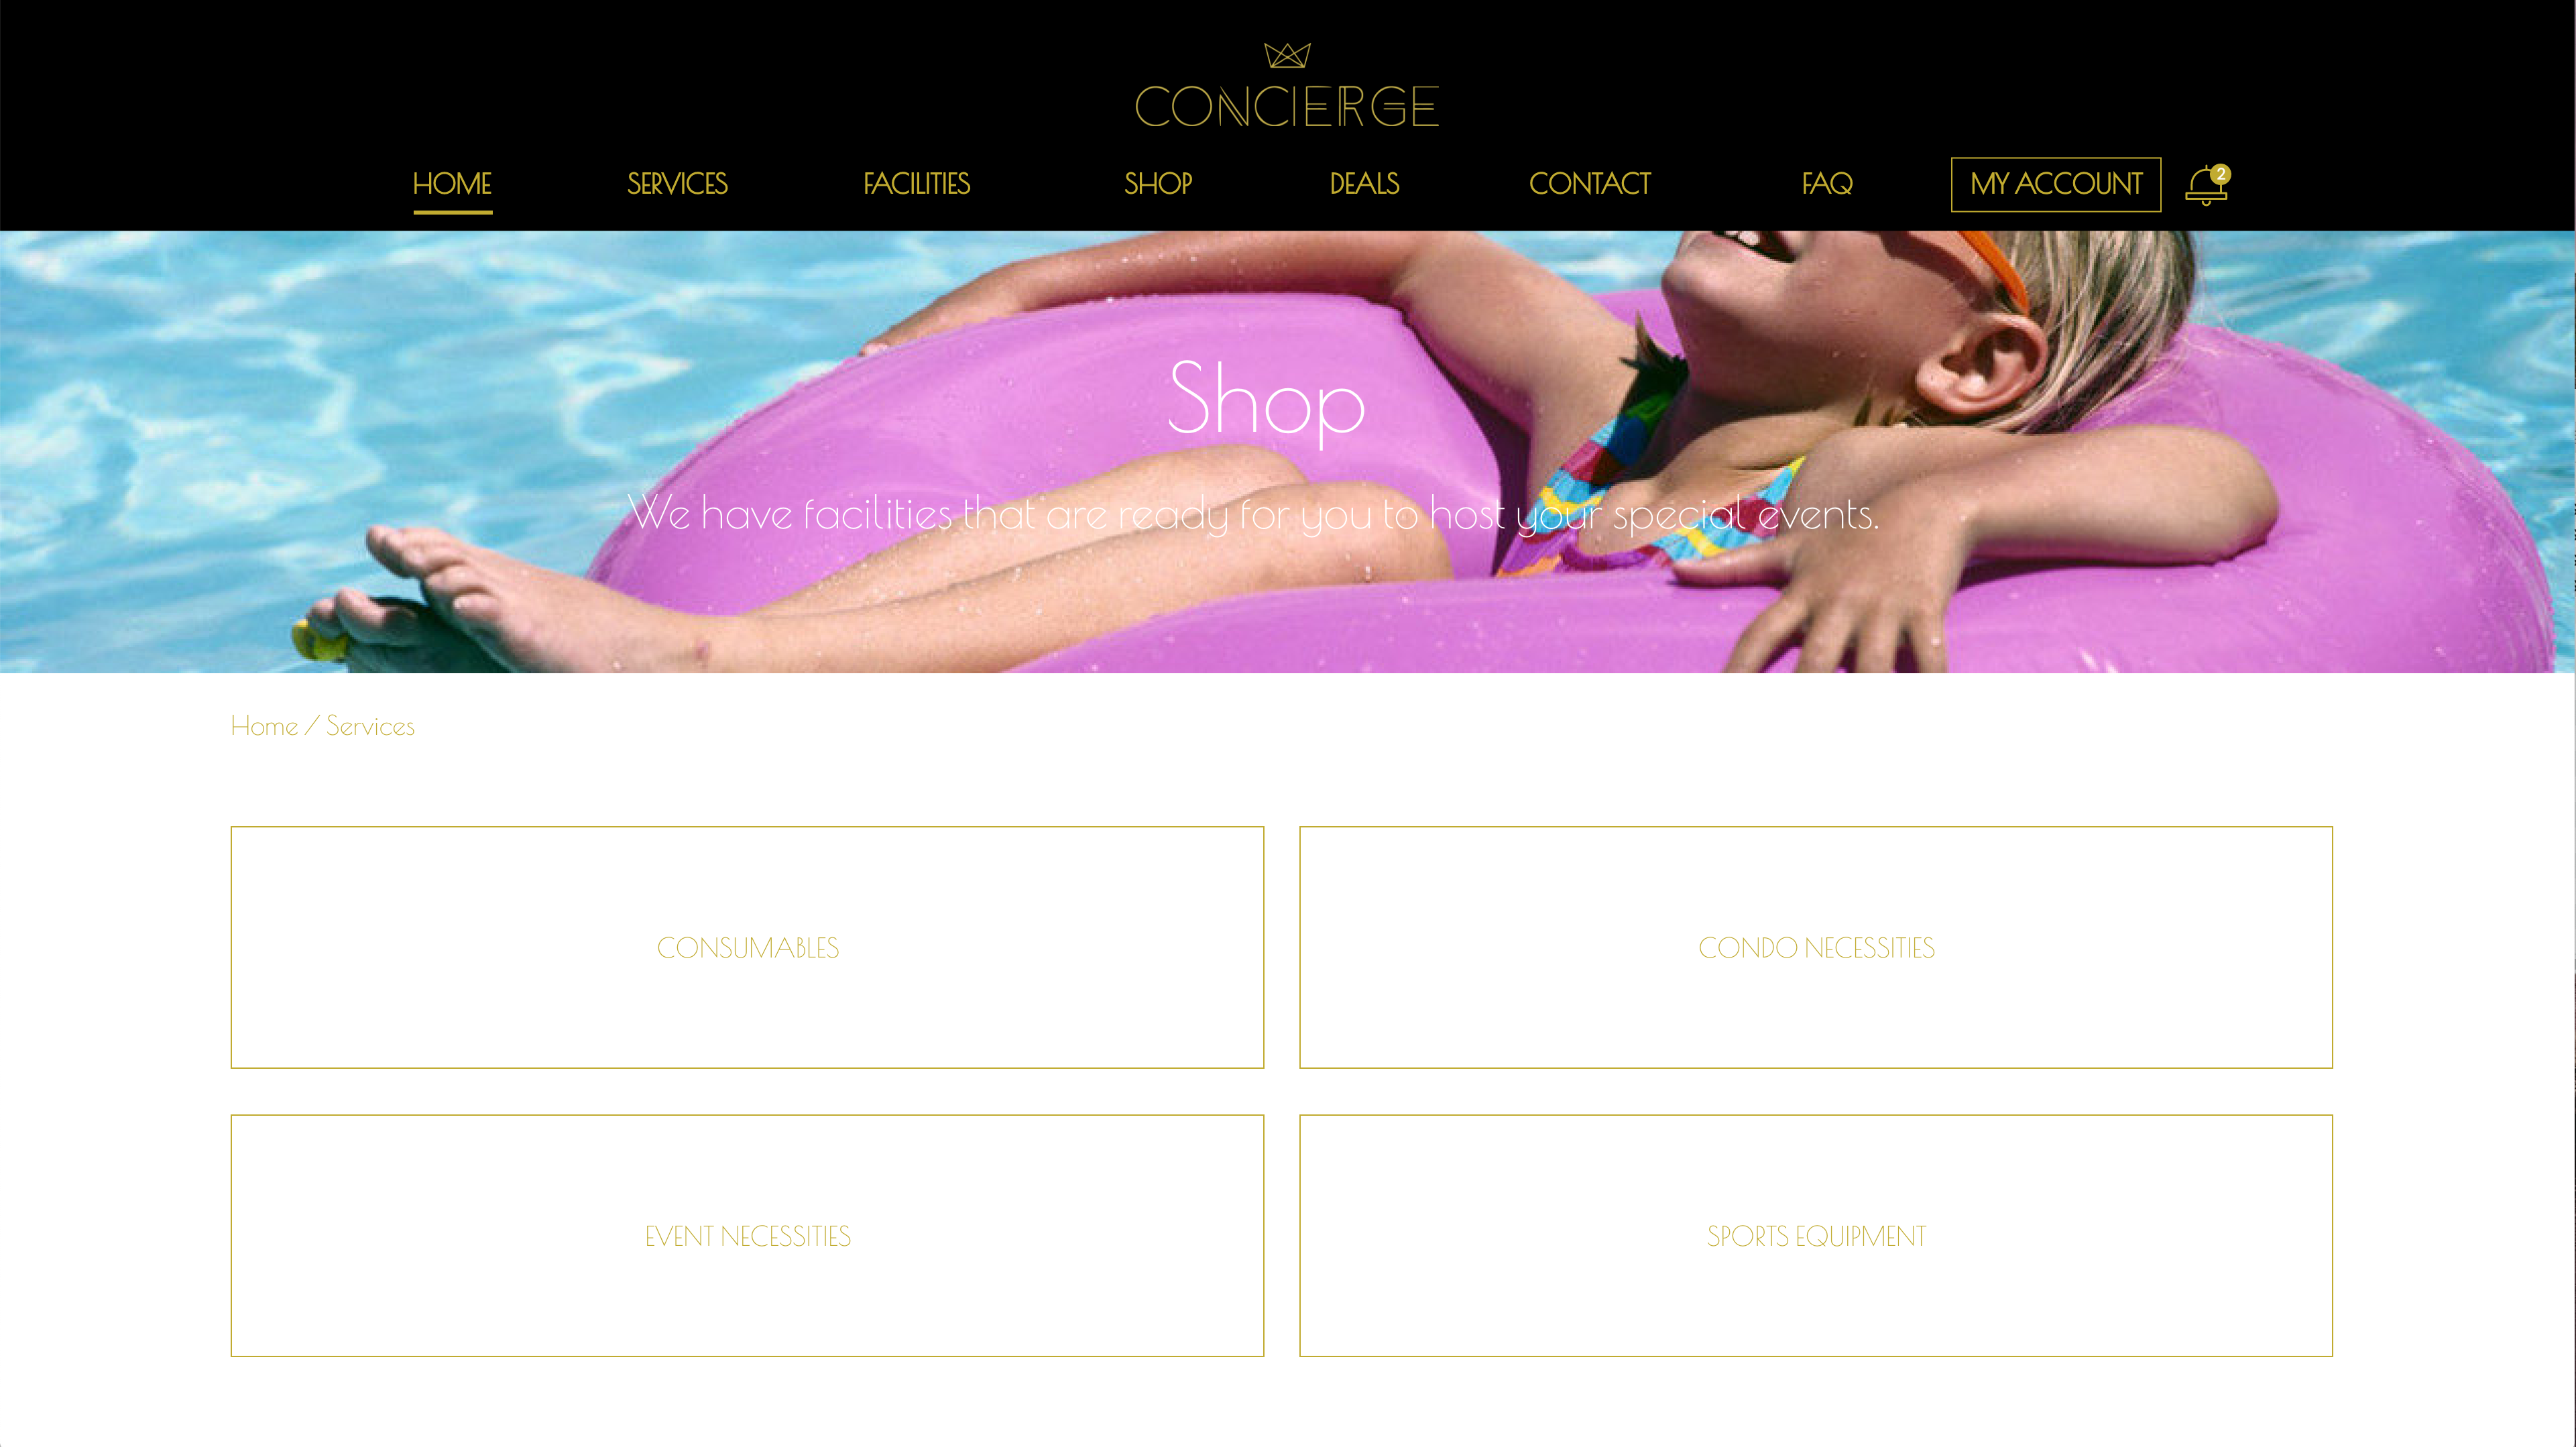 CONCIERGE
HOME SERVICES FACILITIES SHOP DEALS CONTACT FAQ MY ACCOUNT 2
Shop
We have facilities that are ready for you to host your special events.
Home / Services
CONSUMABLES CONDO NECESSITIES
EVENT NECESSITIES SPORTS EQUIPMENT